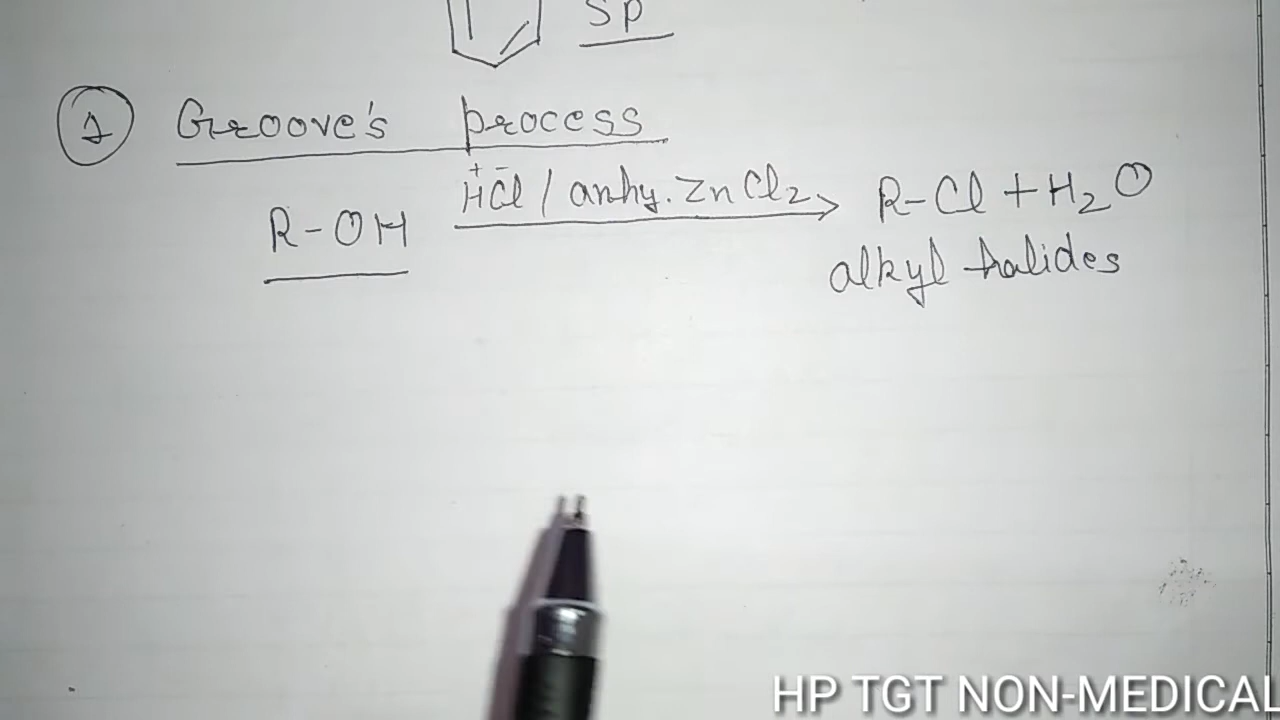 Sp
1 Groove's process
R-OH HCl / anhy. ZnCl₂ → R-Cl + H₂O
+ -
alkyl halides
HP TGT NON-MEDICAL